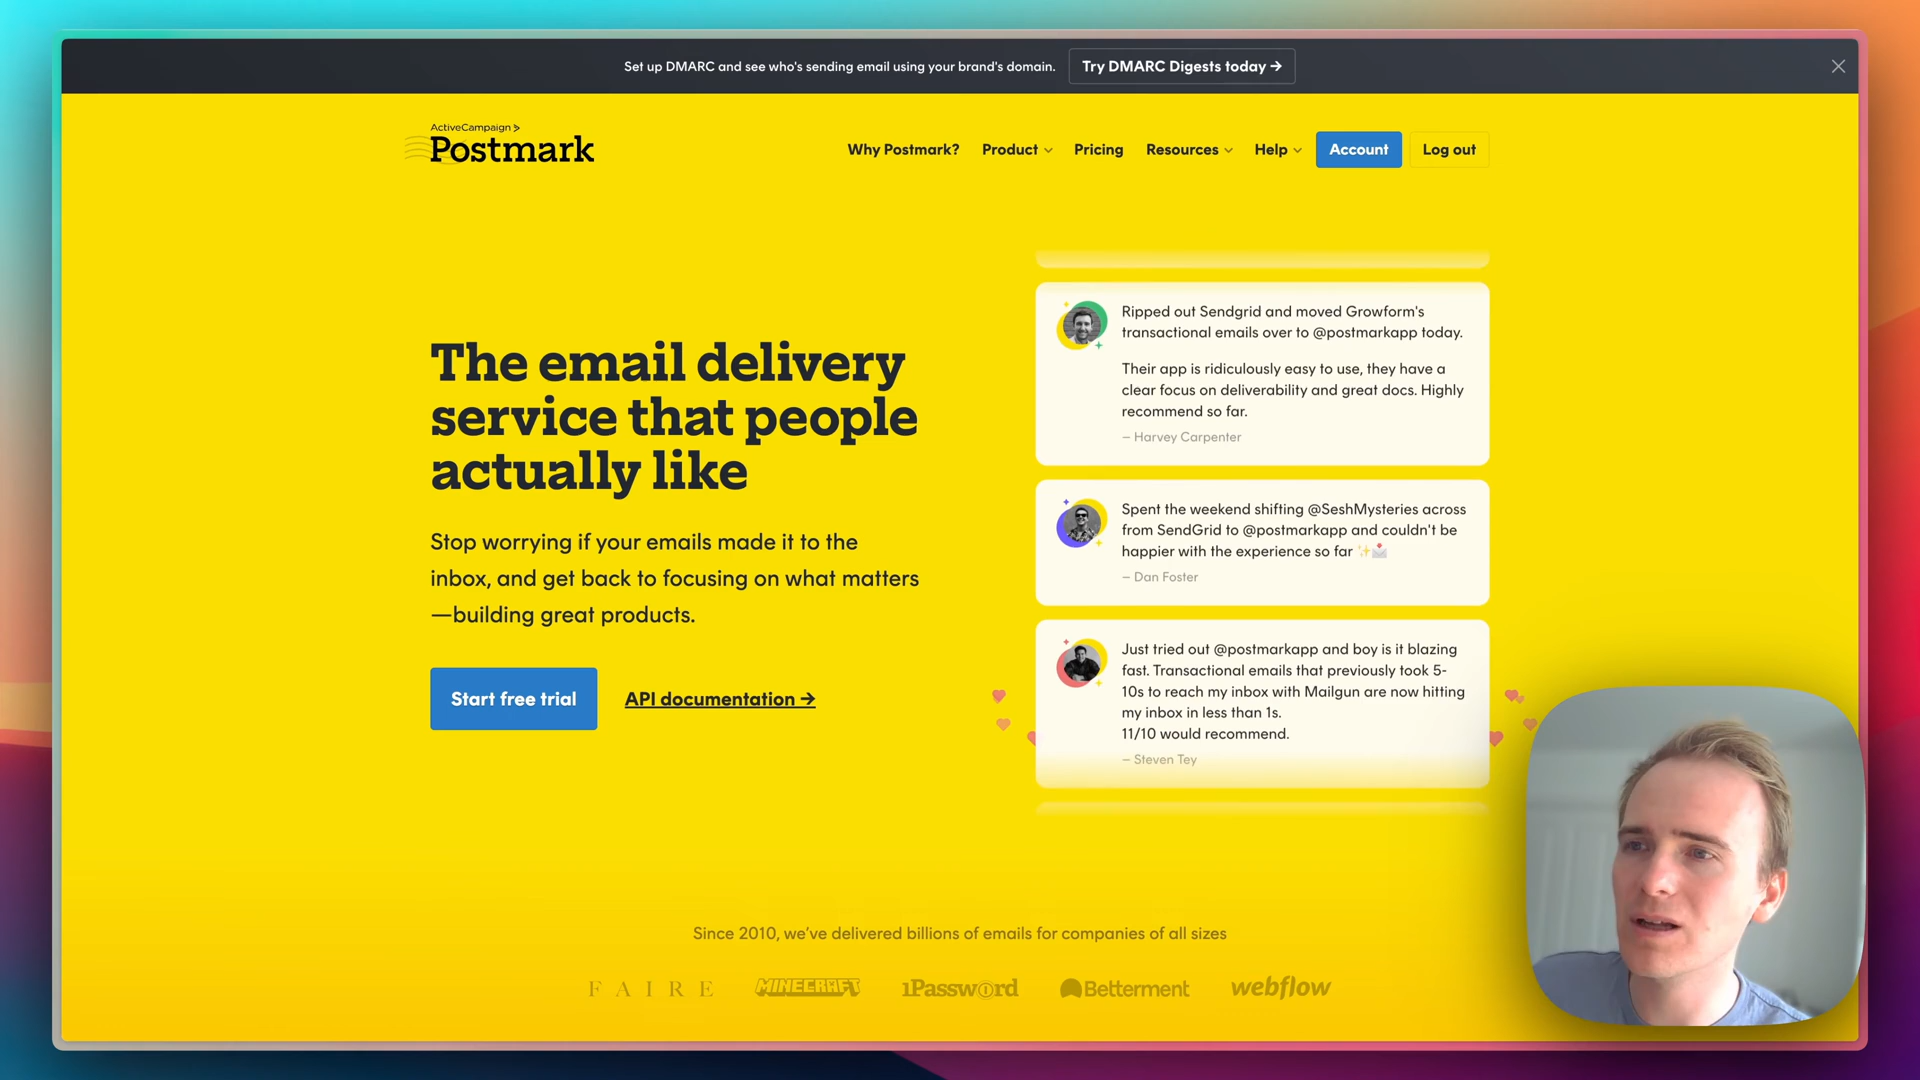 Set up DMARC and see who's sending email using your brand's domain.
Try DMARC Digests today →
ActiveCampaign >
Postmark
Why Postmark?
Product
Pricing
Resources
Help
Account
Log out
The email delivery
service that people
actually like
Stop worrying if your emails made it to the
inbox, and get back to focusing on what matters
—building great products.
Start free trial
API documentation →
Ripped out Sendgrid and moved Growform's
transactional emails over to @postmarkapp today.
Their app is ridiculously easy to use, they have a
clear focus on deliverability and great docs. Highly
recommend so far.
– Harvey Carpenter
Spent the weekend shifting @SeshMysteries across
from SendGrid to @postmarkapp and couldn't be
happier with the experience so far ✨💌
– Dan Foster
Just tried out @postmarkapp and boy is it blazing
fast. Transactional emails that previously took 5-
10s to reach my inbox with Mailgun are now hitting
my inbox in less than 1s.
11/10 would recommend.
– Steven Tey
Since 2010, we've delivered billions of emails for companies of all sizes
FAIRE
MINECRAFT
1Password
Betterment
webflow